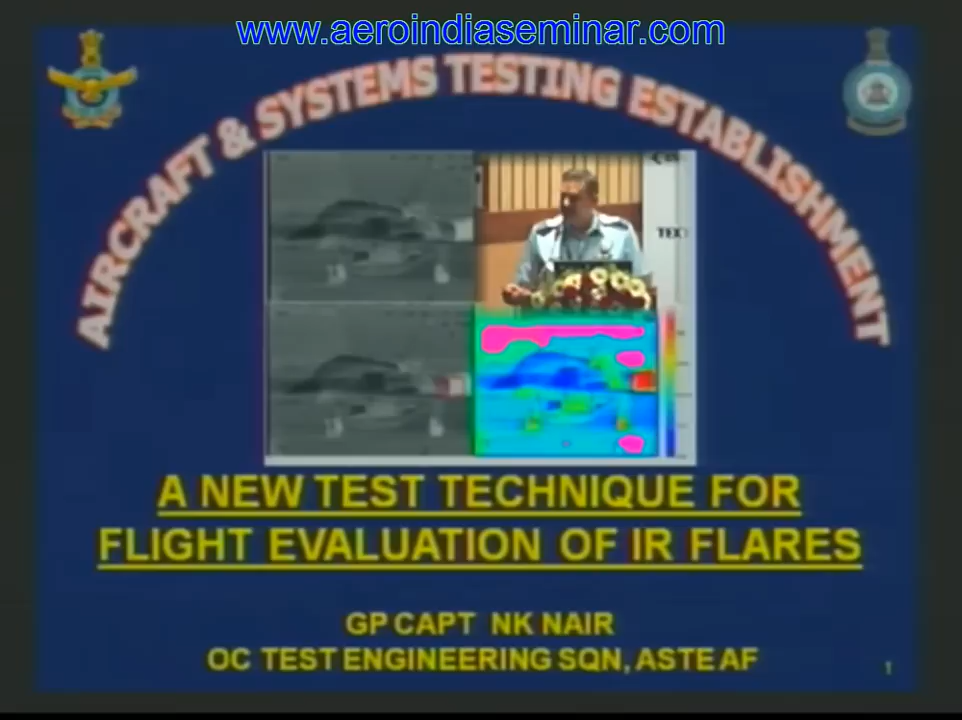 www.aeroindiaseminar.com
AIRCRAFT & SYSTEMS TESTING ESTABLISHMENT
A NEW TEST TECHNIQUE FOR
FLIGHT EVALUATION OF IR FLARES
GP CAPT NK NAIR
OC TEST ENGINEERING SQN, ASTE AF
1